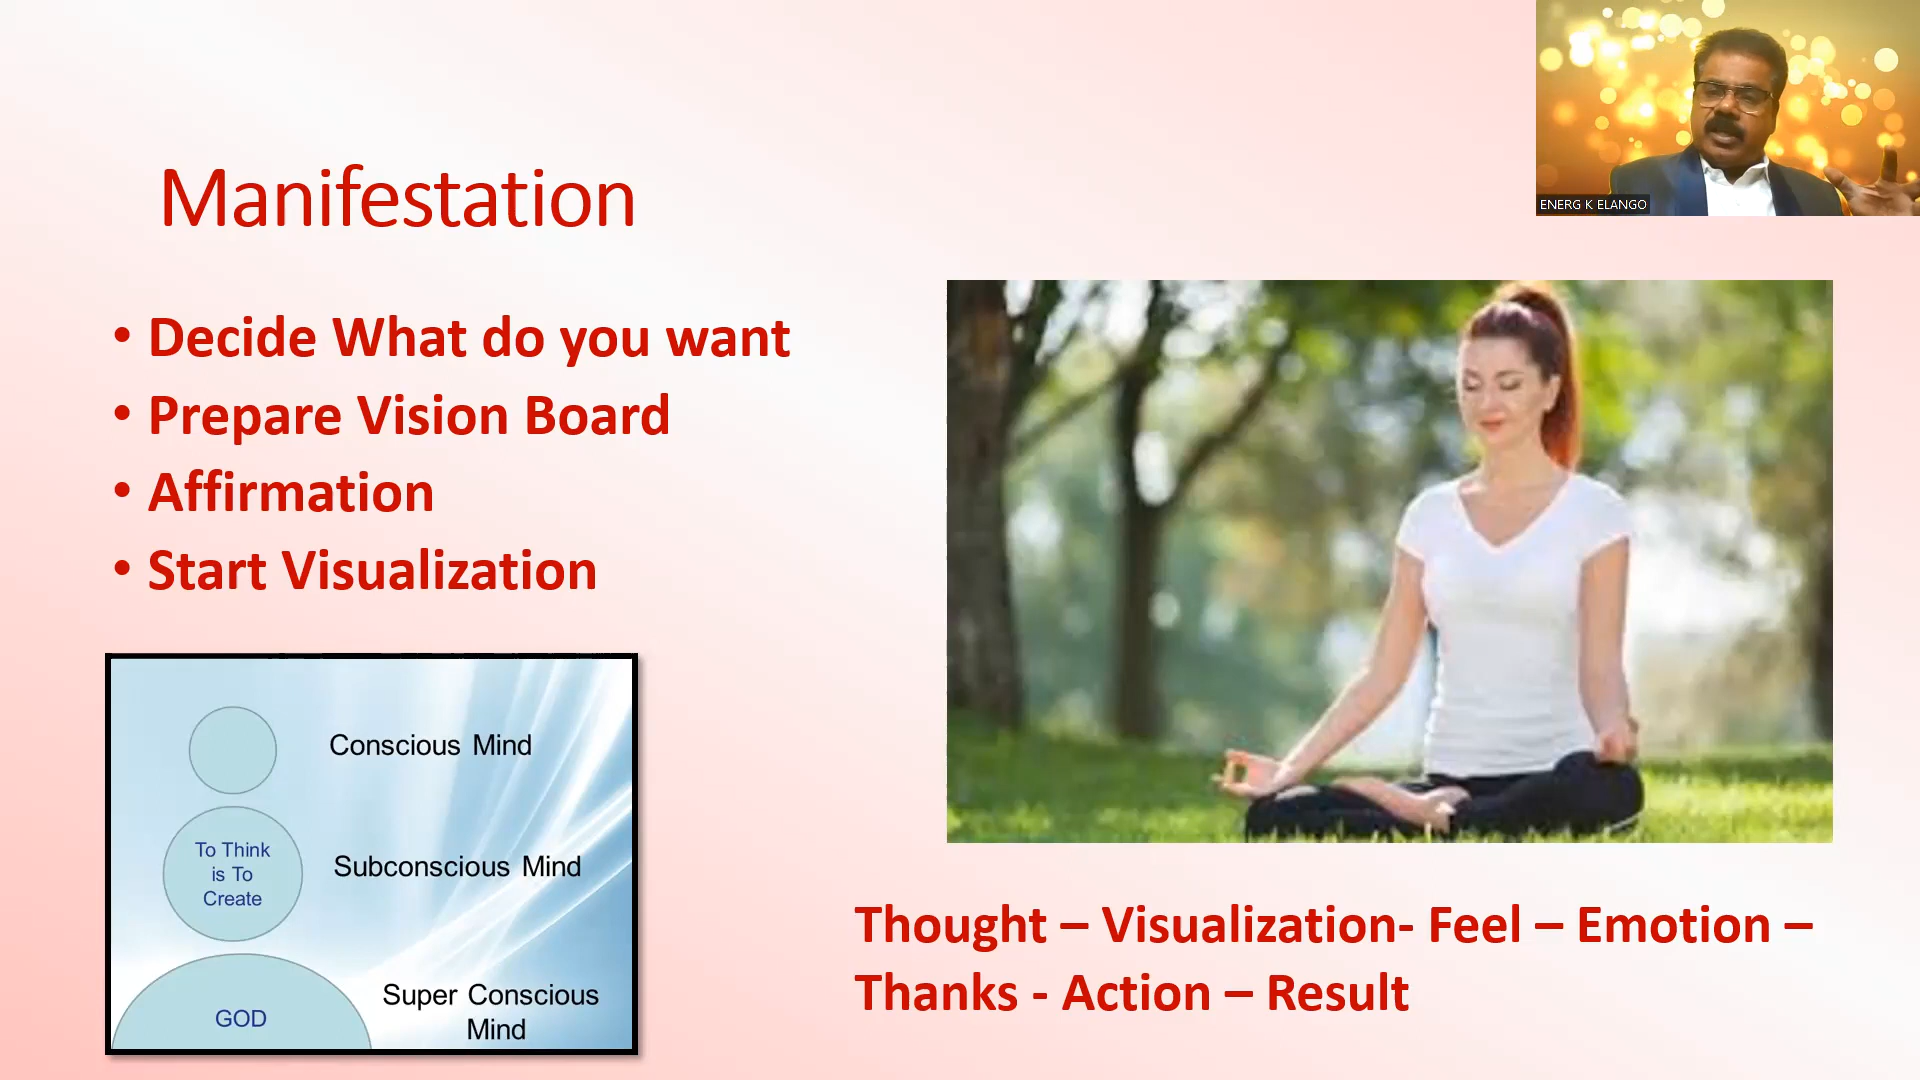 ENERG K ELANGO
Manifestation
• Decide What do you want
• Prepare Vision Board
• Affirmation
• Start Visualization
Conscious Mind
To Think
is To
Create
Subconscious Mind
GOD
Super Conscious
Mind
Thought – Visualization- Feel – Emotion –
Thanks - Action – Result